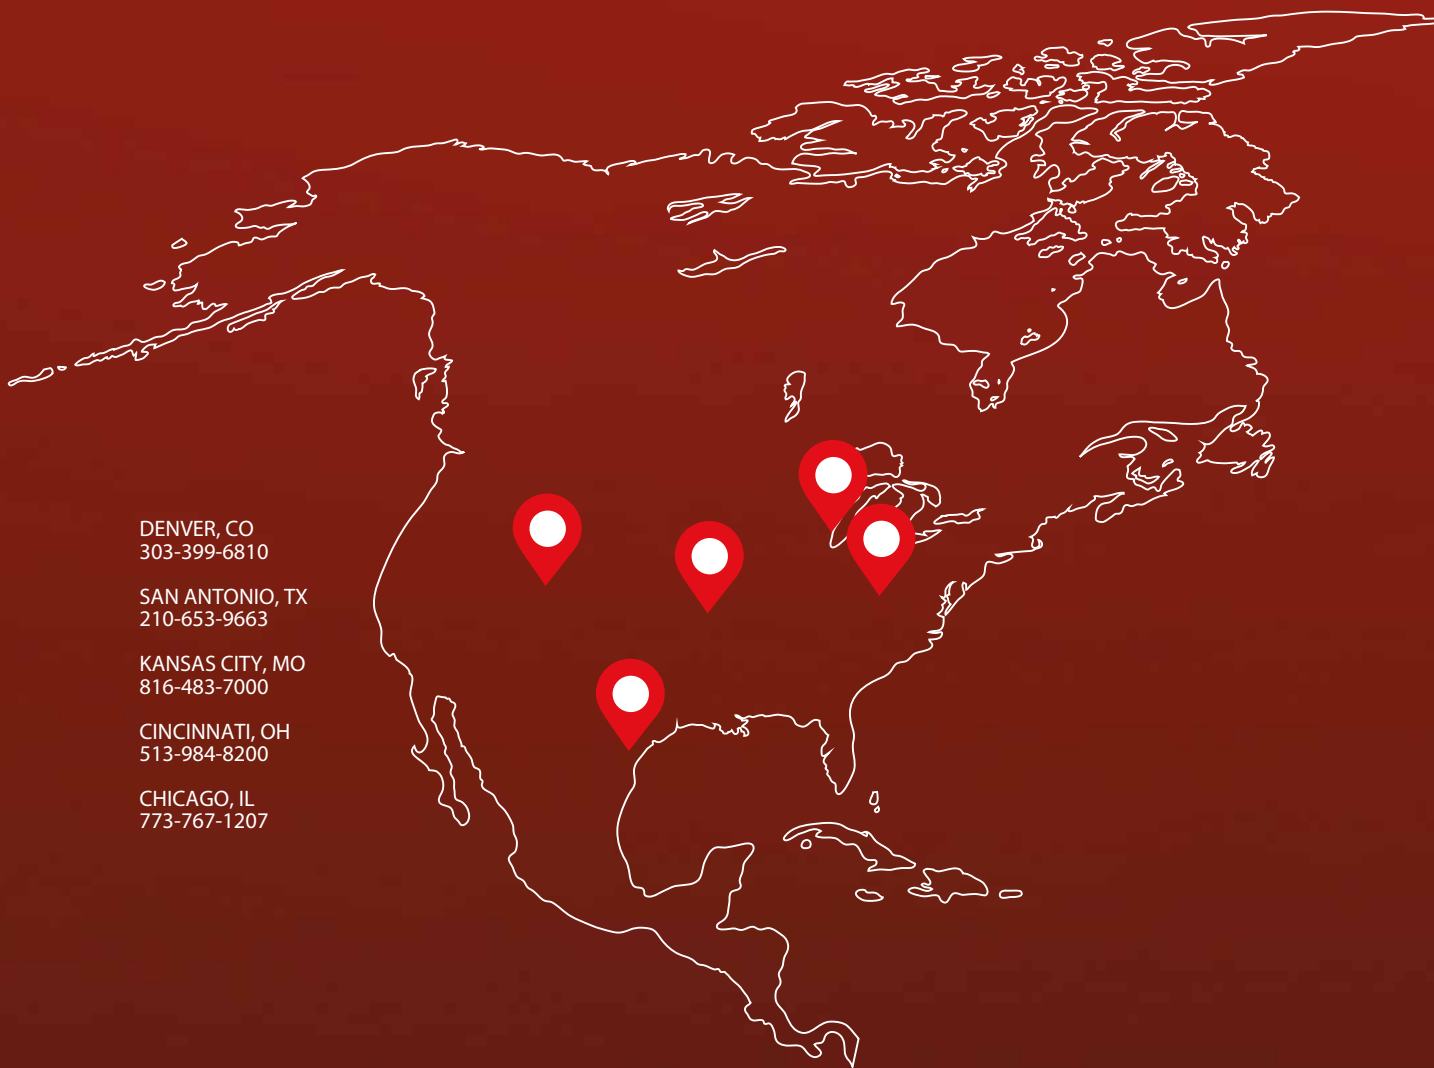 DENVER, CO
303-399-6810
SAN ANTONIO, TX
210-653-9663
KANSAS CITY, MO
816-483-7000
CINCINNATI, OH
513-984-8200
CHICAGO, IL
773-767-1207